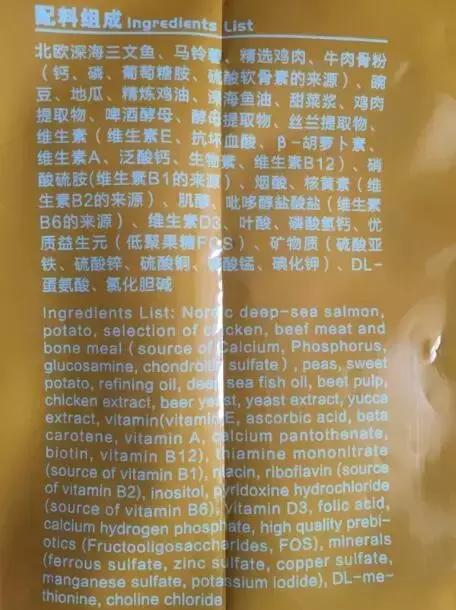 配料组成 Ingredients List
北欧深海三文鱼、马铃薯、精选鸡肉、牛肉骨粉
(钙、磷、葡萄糖胺、硫酸软骨素的来源)、豌
豆、地瓜、精炼鸡油、深海鱼油、甜菜浆、鸡肉
提取物、啤酒酵母、酵母提取物、丝兰提取物、
维生素(维生素E、抗坏血酸、β-胡萝卜素、
维生素A、泛酸钙、生物素、维生素B12)、硝
酸硫胺(维生素B1的来源)、烟酸、核黄素(维
生素B2的来源)、肌醇、吡哆醇盐酸盐(维生素
B6的来源)、维生素D3、叶酸、磷酸氢钙、优
质益生元(低聚果糖FOS)、矿物质(硫酸亚
铁、硫酸锌、硫酸铜、硫酸锰、碘化钾)、DL-
蛋氨酸、氯化胆碱
Ingredients List: Nordic deep-sea salmon,
potato, selection of chicken, beef meat and
bone meal (source of Calcium, Phosphorus,
glucosamine, chondroitin sulfate), peas, sweet
potato, refining oil, deep sea fish oil, beet pulp,
chicken extract, beer yeast, yeast extract, yucca
extract, vitamin(vitamin E, ascorbic acid, beta
carotene, vitamin A, calcium pantothenate,
biotin, vitamin B12), thiamine mononitrate
(source of vitamin B1), niacin, riboflavin (source
of vitamin B2), inositol, pyridoxine hydrochloride
(source of vitamin B6), vitamin D3, folic acid,
calcium hydrogen phosphate, high quality prebi-
otics (Fructooligosaccharides, FOS), minerals
(ferrous sulfate, zinc sulfate, copper sulfate,
manganese sulfate, potassium iodide), DL-me-
thionine, choline chloride